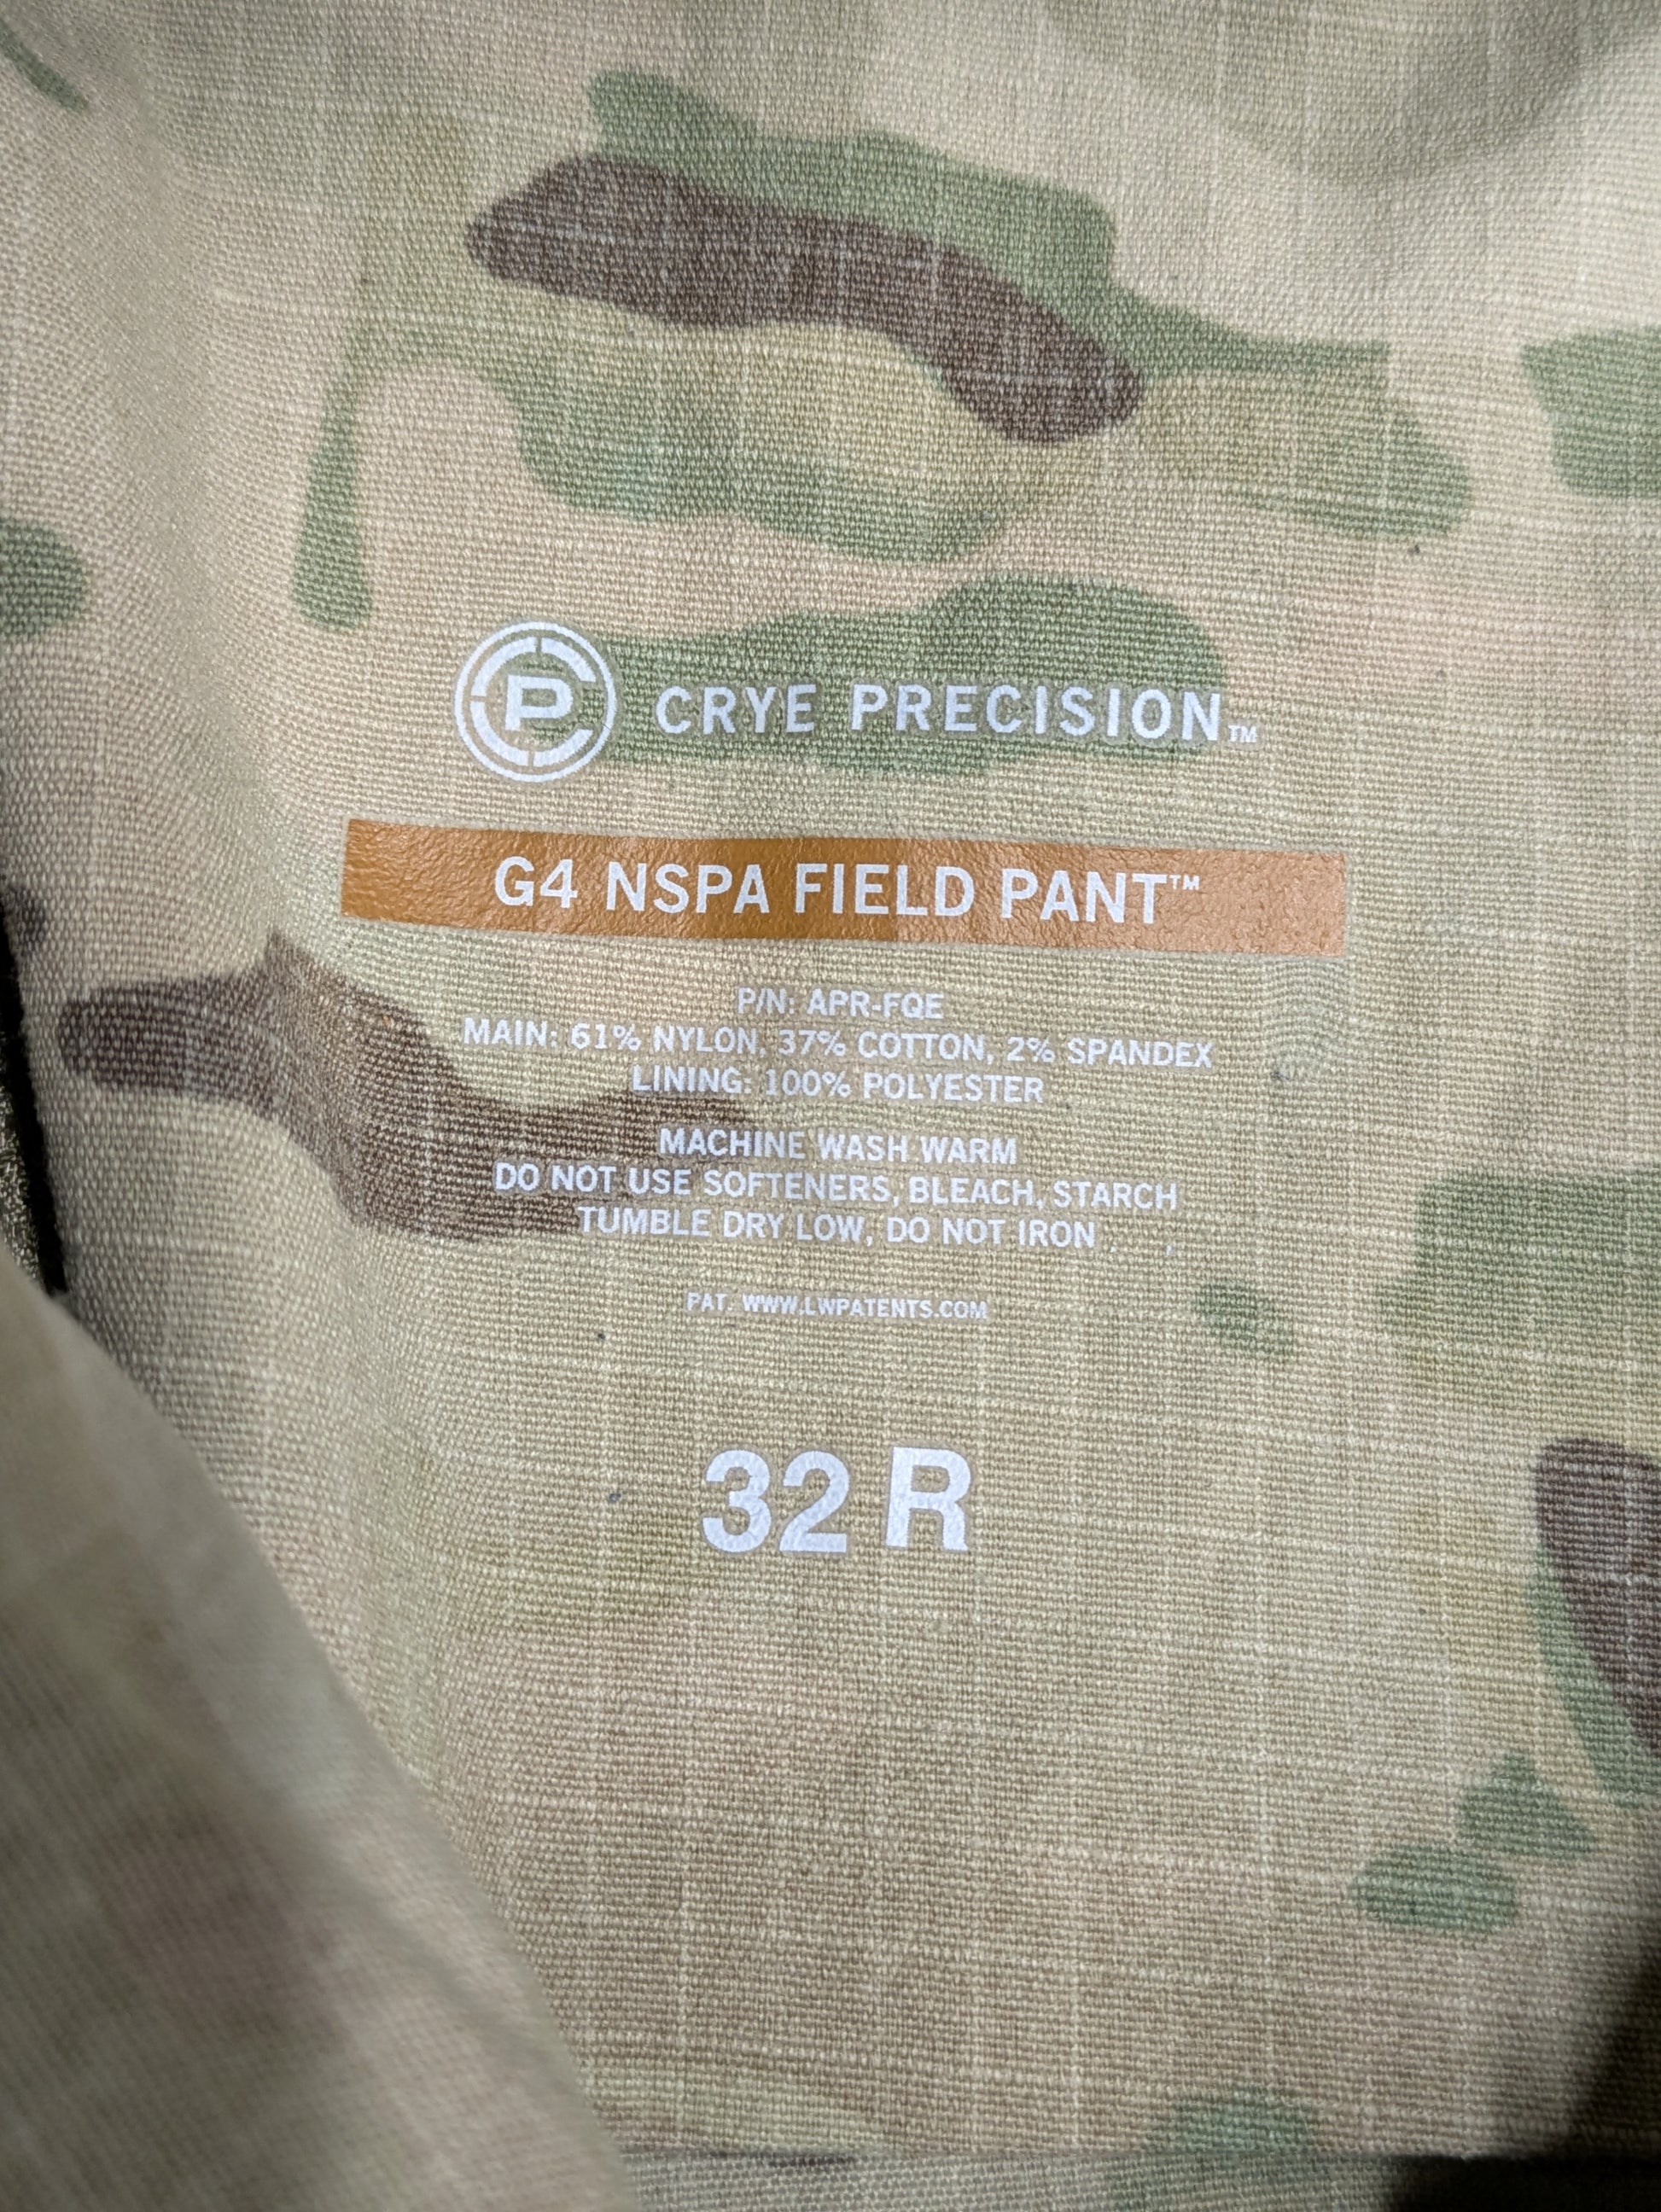 CP CRYE PRECISION™
G4 NSPA FIELD PANT™
P/N: APR-FQE
MAIN: 61% NYLON, 37% COTTON, 2% SPANDEX
LINING: 100% POLYESTER
MACHINE WASH WARM
DO NOT USE SOFTENERS, BLEACH, STARCH
TUMBLE DRY LOW, DO NOT IRON
PAT. WWW.LWPATENTS.COM
32 R